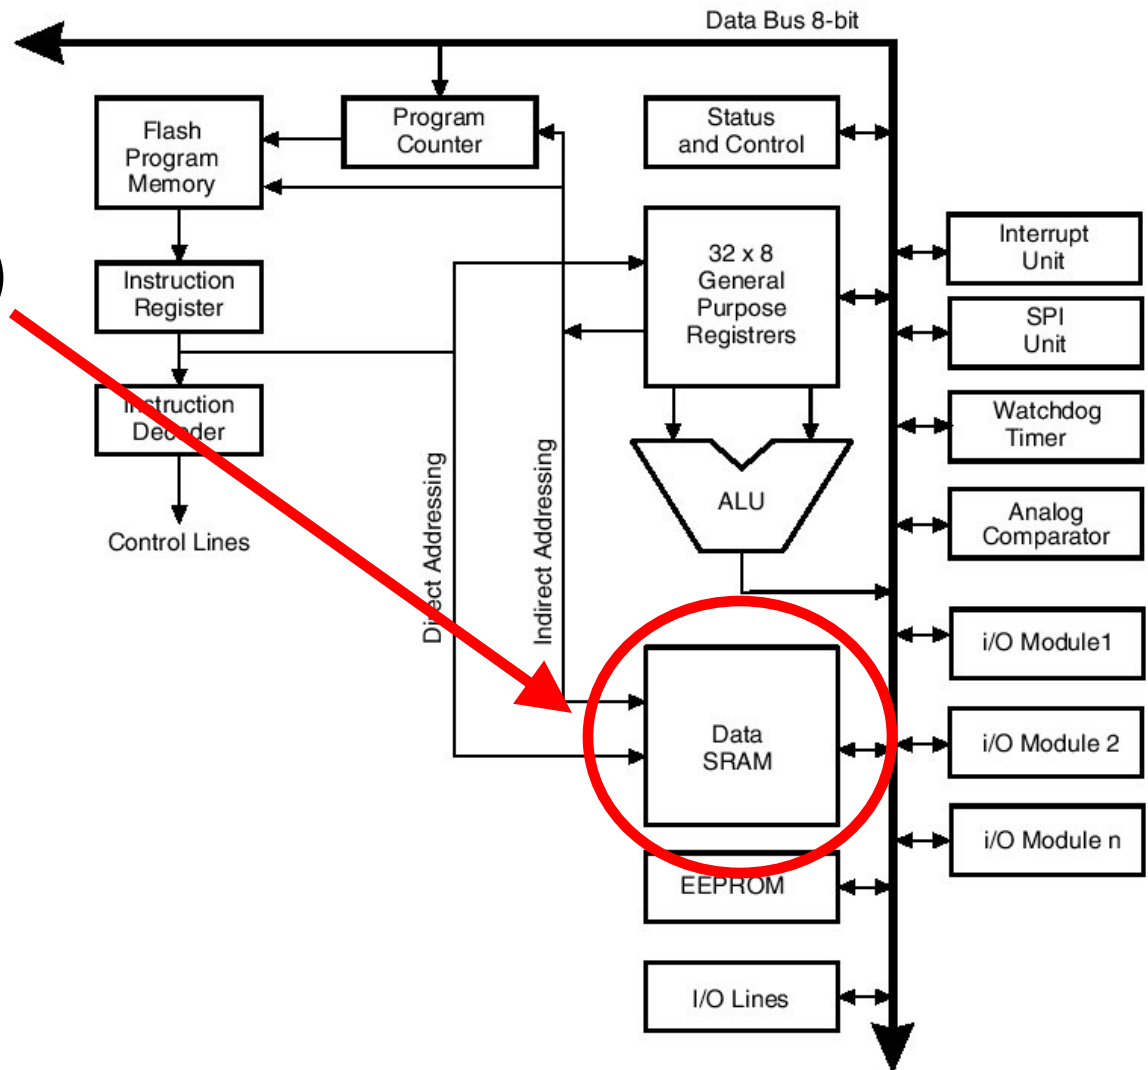 Data Bus 8-bit
Flash
Program
Memory
Program
Counter
Status
and Control
32 x 8
General
Purpose
Registrers
Interrupt
Unit
Instruction
Register
SPI
Unit
Instruction
Decoder
Watchdog
Timer
ALU
Analog
Comparator
Control Lines
Direct Addressing
Indirect Addressing
i/O Module1
Data
SRAM
i/O Module 2
i/O Module n
EEPROM
I/O Lines